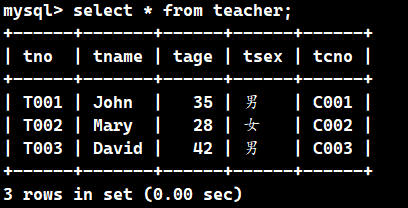 mysql> select * from teacher;
+------+-------+------+------+------+
| tno  | tname | tage | tsex | tcno |
+------+-------+------+------+------+
| T001 | John  |   35 | 男   | C001 |
| T002 | Mary  |   28 | 女   | C002 |
| T003 | David |   42 | 男   | C003 |
+------+-------+------+------+------+
3 rows in set (0.00 sec)